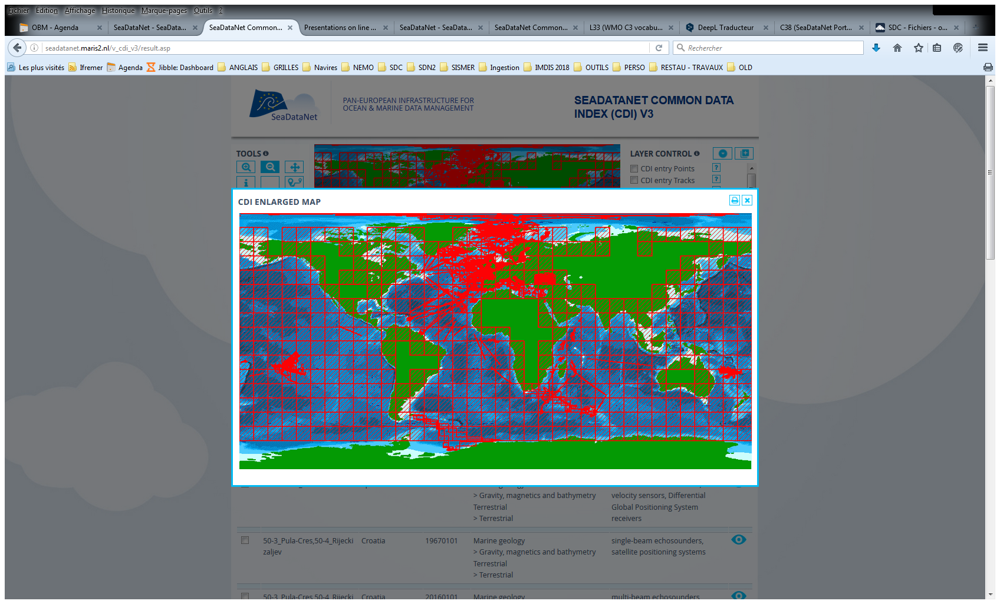 Fichier Édition Affichage Historique Marque-pages Outils ?
OBM - Agenda
SeaDataNet - SeaData...
SeaDataNet Common...
Presentations on line ...
SeaDataNet - SeaData...
SeaDataNet Common...
L33 (WMO C3 vocabu...
DeepL Traducteur
C38 (SeaDataNet Port...
SDC - Fichiers - o...
seadatanet.maris2.nl/v_cdi_v3/result.asp
Rechercher
Les plus visités Ifremer Agenda Jibble: Dashboard ANGLAIS GRILLES Navires NEMO SDC SDN2 SISMER Ingestion IMDIS 2018 OUTILS PERSO RESTAU - TRAVAUX OLD
SeaDataNet
PAN-EUROPEAN INFRASTRUCTURE FOR
OCEAN & MARINE DATA MANAGEMENT
SEADATANET COMMON DATA
INDEX (CDI) V3
TOOLS
LAYER CONTROL
CDI entry Points ?
CDI entry Tracks ?
CDI ENLARGED MAP
> Gravity, magnetics and bathymetry
Terrestrial
> Terrestrial
velocity sensors, Differential
Global Positioning System
receivers
50-3_Pula-Cres,50-4_Rijecki
zaljev
Croatia
19670101
Marine geology
> Gravity, magnetics and bathymetry
Terrestrial
> Terrestrial
single-beam echosounders,
satellite positioning systems
50-3_Pula-Cres,50-4_Rijecki
Croatia
20160101
Marine geology
multi-beam echosounders